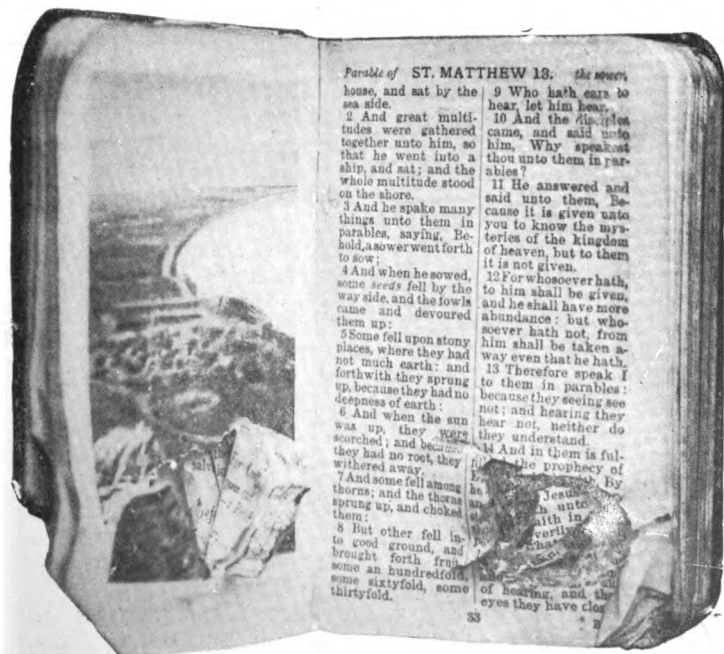 Parable of ST. MATTHEW 13. the sower.
house, and sat by the
sea side.
2 And great multi-
tudes were gathered
together unto him, so
that he went into a
ship, and sat; and the
whole multitude stood
on the shore.
3 And he spake many
things unto them in
parables, saying, Be-
hold, a sower went forth
to sow;
4 And when he sowed,
some seeds fell by the
way side, and the fowls
came and devoured
them up:
5 Some fell upon stony
places, where they had
not much earth: and
forthwith they sprung
up, because they had no
deepness of earth:
6 And when the sun
was up, they were
scorched; and because
they had no root, they
withered away.
7 And some fell among
thorns; and the thorns
sprung up, and choked
them:
8 But other fell in-
to good ground, and
brought forth fruit,
some an hundredfold,
some sixtyfold, some
thirtyfold.
9 Who hath ears to
hear, let him hear.
10 And the disciples
came, and said unto
him, Why speakest
thou unto them in par-
ables?
11 He answered and
said unto them, Be-
cause it is given unto
you to know the mys-
teries of the kingdom
of heaven, but to them
it is not given.
12 For whosoever hath,
to him shall be given,
and he shall have more
abundance: but who-
soever hath not, from
him shall be taken a-
way even that he hath.
13 Therefore speak I
to them in parables:
because they seeing see
not; and hearing they
hear not, neither do
they understand.
14 And in them is ful-
the prophecy of
By
he
Jesus
unto
faith in
verily
of hearing, and
eyes they have
33
B